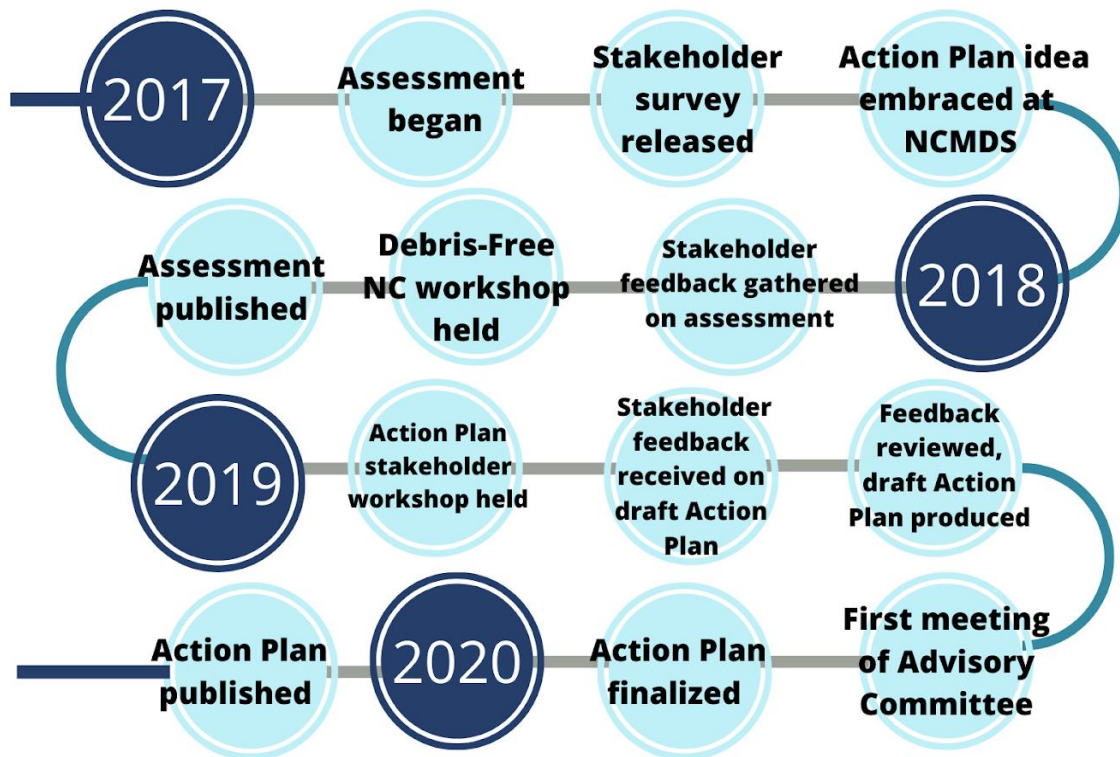 2017
Assessment
began
Stakeholder
survey
released
Action Plan idea
embraced at
NCMDS
2018
Stakeholder
feedback gathered
on assessment
Debris-Free
NC workshop
held
Assessment
published
2019
Action Plan
stakeholder
workshop held
Stakeholder
feedback
received on
draft Action
Plan
Feedback
reviewed,
draft Action
Plan produced
First meeting
of Advisory
Committee
Action Plan
finalized
2020
Action Plan
published